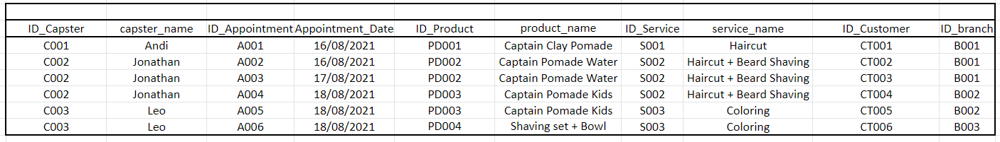 ID_Capster capster_name ID_Appointment Appointment_Date ID_Product product_name ID_Service service_name ID_Customer ID_branch
C001 Andi A001 16/08/2021 PD001 Captain Clay Pomade S001 Haircut CT001 B001
C002 Jonathan A002 16/08/2021 PD002 Captain Pomade Water S002 Haircut + Beard Shaving CT002 B001
C002 Jonathan A003 17/08/2021 PD002 Captain Pomade Water S002 Haircut + Beard Shaving CT003 B001
C002 Jonathan A004 18/08/2021 PD003 Captain Pomade Kids S002 Haircut + Beard Shaving CT004 B002
C003 Leo A005 18/08/2021 PD003 Captain Pomade Kids S003 Coloring CT005 B002
C003 Leo A006 18/08/2021 PD004 Shaving set + Bowl S003 Coloring CT006 B003